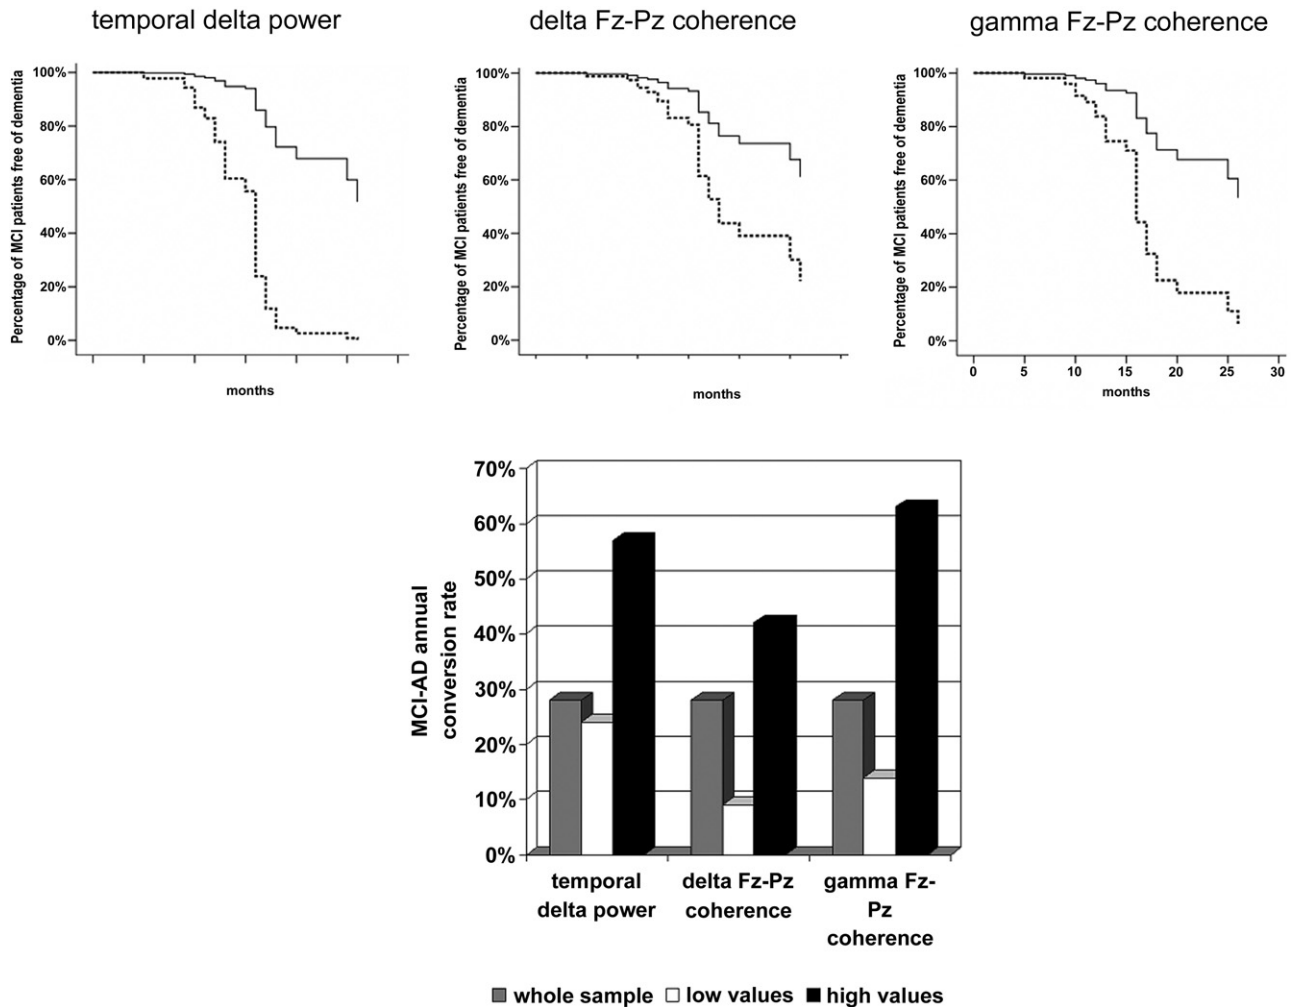 temporal delta power
delta Fz-Pz coherence
gamma Fz-Pz coherence
Percentage of MCI patients free of dementia
100%
80%
60%
40%
20%
0%
months
Percentage of MCI patients free of dementia
100%
80%
60%
40%
20%
0%
months
Percentage of MCI patients free of dementia
100%
80%
60%
40%
20%
0%
0 5 10 15 20 25 30
months
MCI-AD annual
conversion rate
70%
60%
50%
40%
30%
20%
10%
0%
temporal
delta power
delta Fz-Pz
coherence
gamma Fz-
Pz
coherence
whole sample low values high values